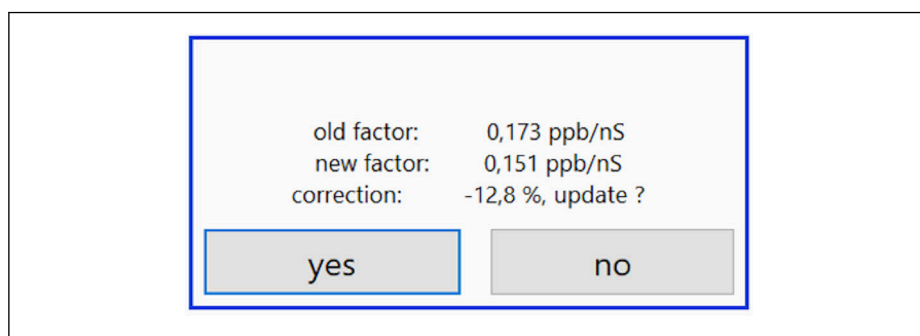 old factor: 0,173 ppb/nS
new factor: 0,151 ppb/nS
correction: -12,8 %, update ?
yes no